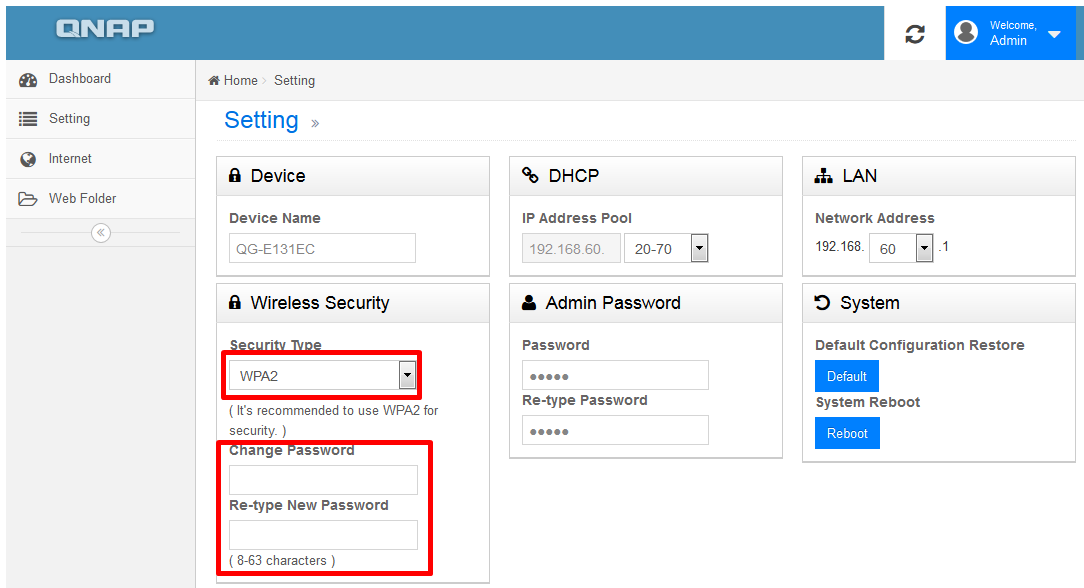 QNAP
Welcome,
Admin
Dashboard
Setting
Internet
Web Folder
Home
Setting
Setting »
Device
Device Name
QG-E131EC
DHCP
IP Address Pool
192.168.60.
20-70
LAN
Network Address
192.168.
60
.1
Wireless Security
Security Type
WPA2
( It's recommended to use WPA2 for
security. )
Change Password
Re-type New Password
( 8-63 characters )
Admin Password
Password
●●●●●
Re-type Password
●●●●●
System
Default Configuration Restore
Default
System Reboot
Reboot